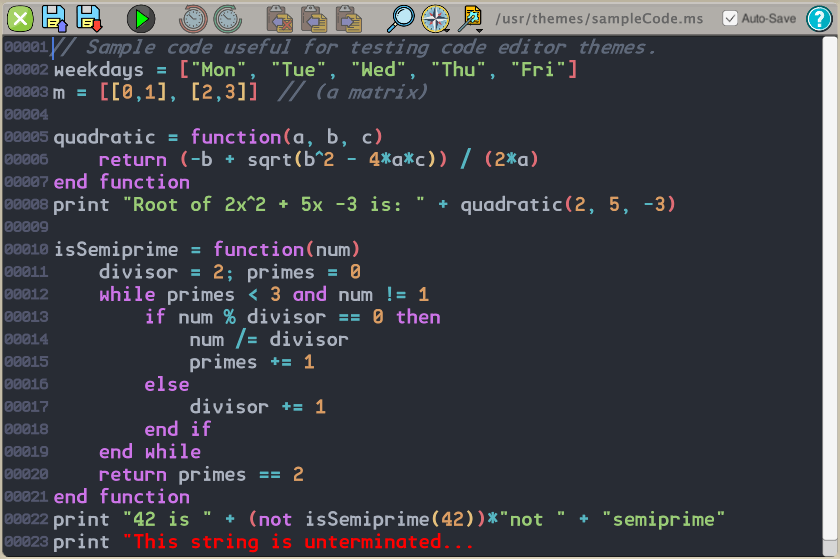 /usr/themes/sampleCode.ms Auto-Save ?
00001 // Sample code useful for testing code editor themes.
00002 weekdays = ["Mon", "Tue", "Wed", "Thu", "Fri"]
00003 m = [[0,1], [2,3]]  // (a matrix)
00004
00005 quadratic = function(a, b, c)
00006     return (-b + sqrt(b^2 - 4*a*c)) / (2*a)
00007 end function
00008 print "Root of 2x^2 + 5x -3 is: " + quadratic(2, 5, -3)
00009
00010 isSemiprime = function(num)
00011     divisor = 2; primes = 0
00012     while primes < 3 and num != 1
00013         if num % divisor == 0 then
00014             num /= divisor
00015             primes += 1
00016         else
00017             divisor += 1
00018         end if
00019     end while
00020     return primes == 2
00021 end function
00022 print "42 is " + (not isSemiprime(42))*"not " + "semiprime"
00023 print "This string is unterminated...